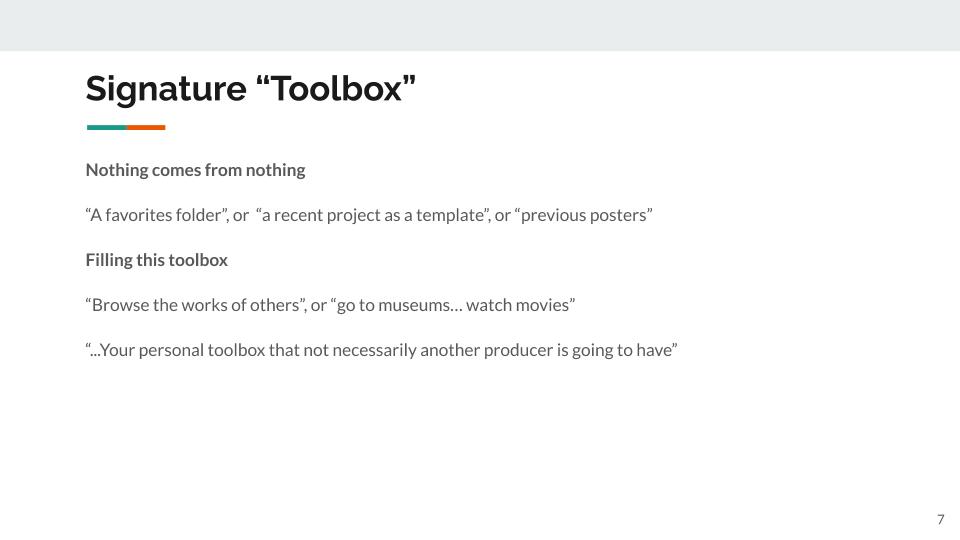 Signature “Toolbox”
Nothing comes from nothing
“A favorites folder”, or  “a recent project as a template”, or “previous posters”
Filling this toolbox
“Browse the works of others”, or “go to museums... watch movies”
“...Your personal toolbox that not necessarily another producer is going to have”
7